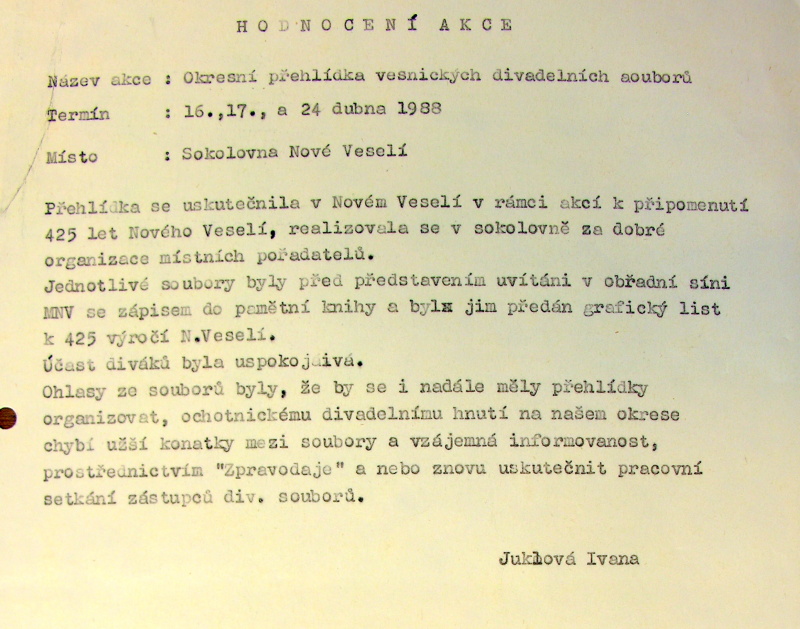 H O D N O C E N Í A K C E
Název akce : Okresní přehlídka vesnických divadelních aouborů
Termín : 16.,17., a 24 dubna 1988
Místo : Sokolovna Nové Veselí
Přehlídka se uskutečnila v Novém Veselí v rámci akcí k připomenutí
425 let Nového Veselí, realizovala se v sokolovně za dobré
organizace místních pořadatelů.
Jednotlivé soubory byly před představením uvítáni v obřadní síni
MNV se zápisem do pamětní knihy a byl jim předán grafický list
k 425 výročí N.Veselí.
Účast diváků byla uspokojivá.
Ohlasy ze souborů byly, že by se i nadále měly přehlídky
organizovat, ochotnickému divadelnímu hnutí na našem okrese
chybí užší konatky mezi soubory a vzájemná informovanost,
prostřednictvím "Zpravodaje" a nebo znovu uskutečnit pracovní
setkání zástupců div. souborů.
Juklová Ivana